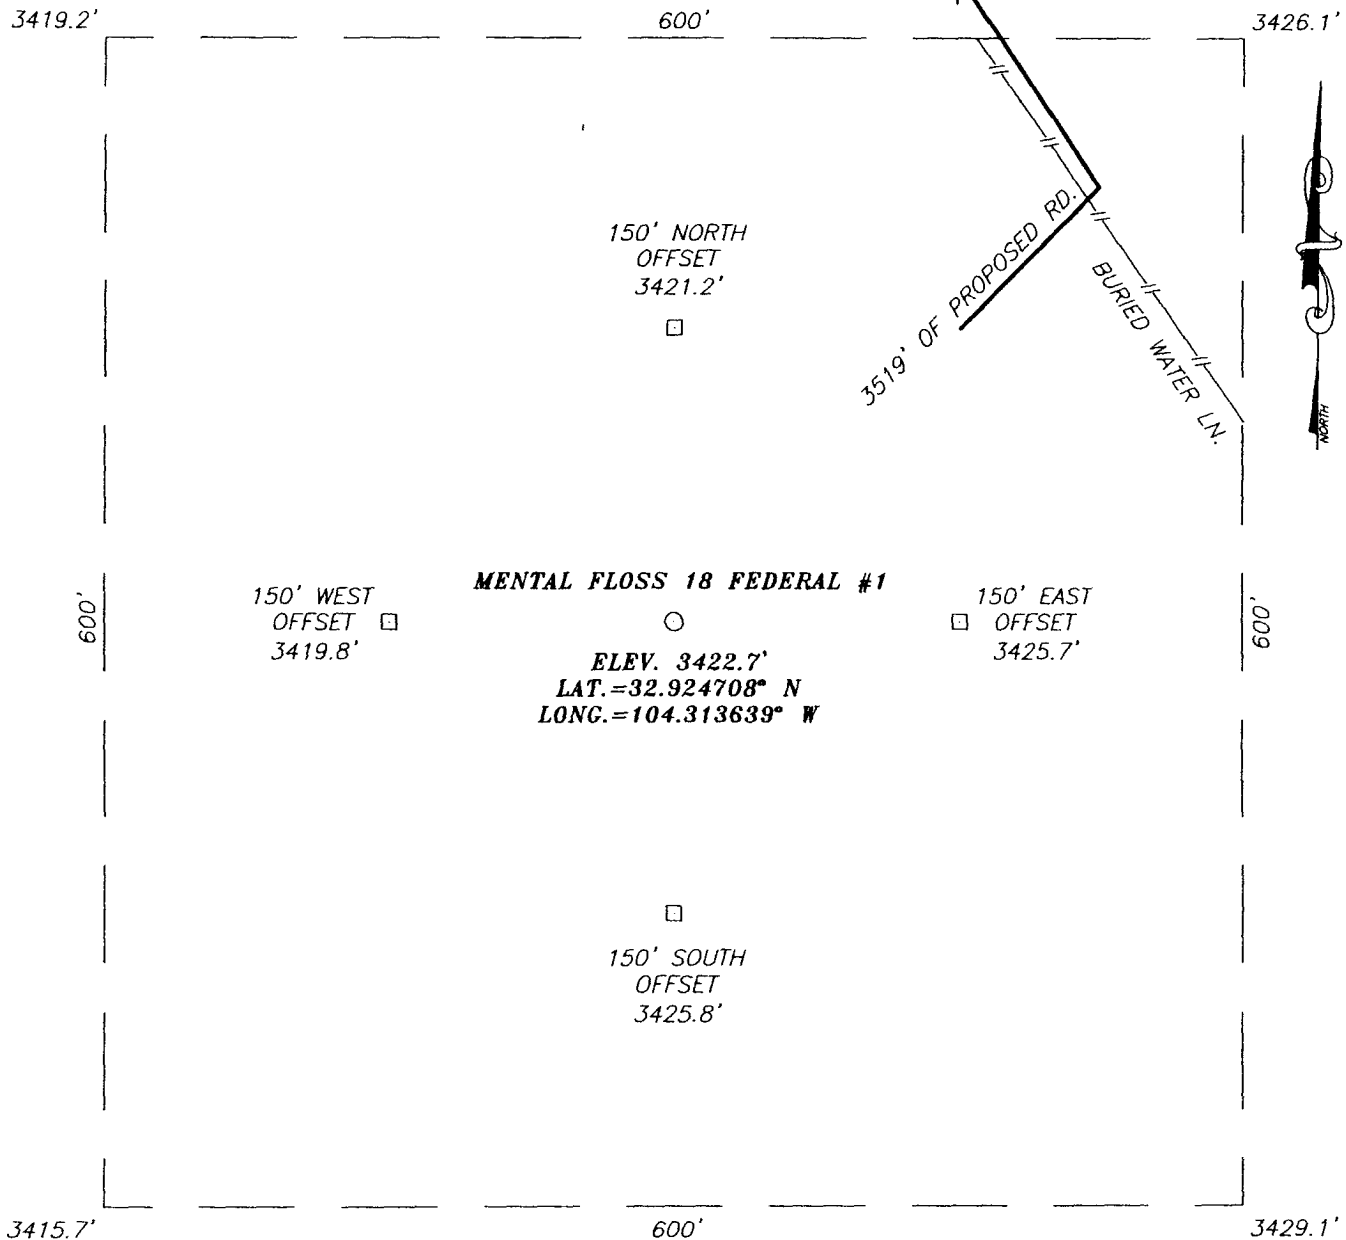 3419.2'
600'
3426.1'
NORTH
150' NORTH
OFFSET
3421.2'
3519' OF PROPOSED RD.
BURIED WATER LN.
600'
150' WEST
OFFSET
3419.8'
MENTAL FLOSS 18 FEDERAL #1
ELEV. 3422.7'
LAT.=32.924708° N
LONG.=104.313639° W
150' EAST
OFFSET
3425.7'
600'
150' SOUTH
OFFSET
3425.8'
3415.7'
600'
3429.1'